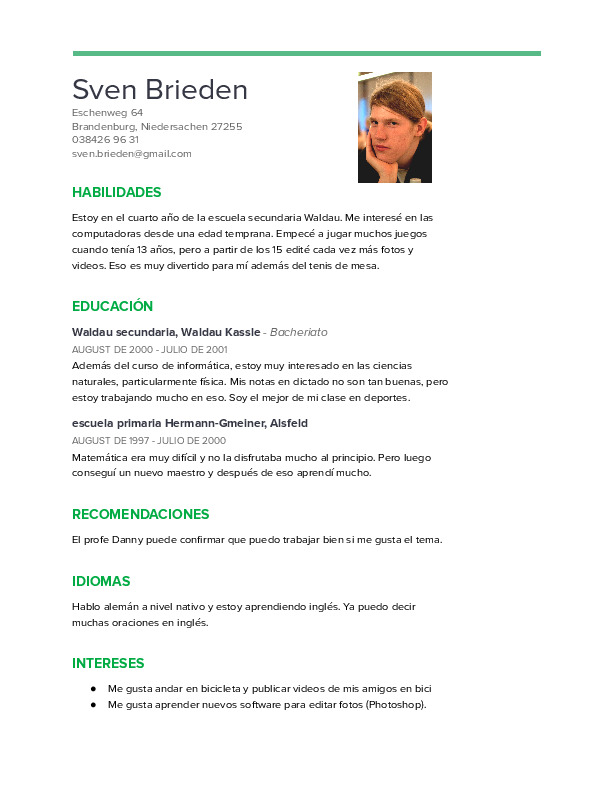 Sven Brieden
Eschenweg 64
Brandenburg, Niedersachen 27255
038426 96 31
sven.brieden@gmail.com
HABILIDADES
Estoy en el cuarto año de la escuela secundaria Waldau. Me interesé en las
computadoras desde una edad temprana. Empecé a jugar muchos juegos
cuando tenía 13 años, pero a partir de los 15 edité cada vez más fotos y
videos. Eso es muy divertido para mí además del tenis de mesa.
EDUCACIÓN
Waldau secundaria, Waldau Kassle - Bacheriato
AUGUST DE 2000 - JULIO DE 2001
Además del curso de informática, estoy muy interesado en las ciencias
naturales, particularmente física. Mis notas en dictado no son tan buenas, pero
estoy trabajando mucho en eso. Soy el mejor de mi clase en deportes.
escuela primaria Hermann-Gmeiner, Alsfeld
AUGUST DE 1997 - JULIO DE 2000
Matemática era muy difícil y no la disfrutaba mucho al principio. Pero luego
conseguí un nuevo maestro y después de eso aprendí mucho.
RECOMENDACIONES
El profe Danny puede confirmar que puedo trabajar bien si me gusta el tema.
IDIOMAS
Hablo alemán a nivel nativo y estoy aprendiendo inglés. Ya puedo decir
muchas oraciones en inglés.
INTERESES
● Me gusta andar en bicicleta y publicar videos de mis amigos en bici
● Me gusta aprender nuevos software para editar fotos (Photoshop).